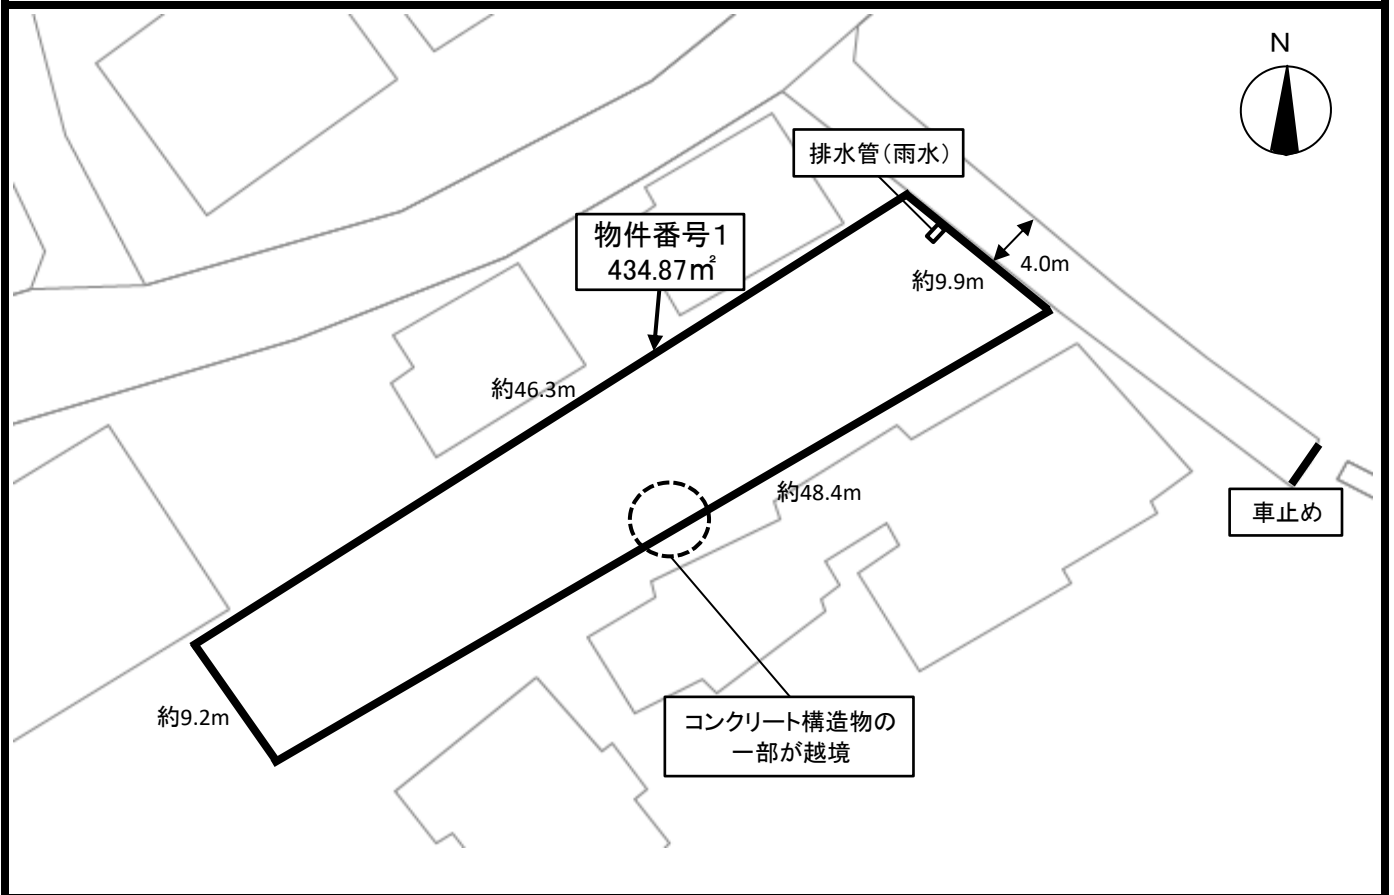 N
排水管(雨水)
物件番号1
434.87㎡
4.0m
約9.9m
約46.3m
約48.4m
車止め
約9.2m
コンクリート構造物の
一部が越境